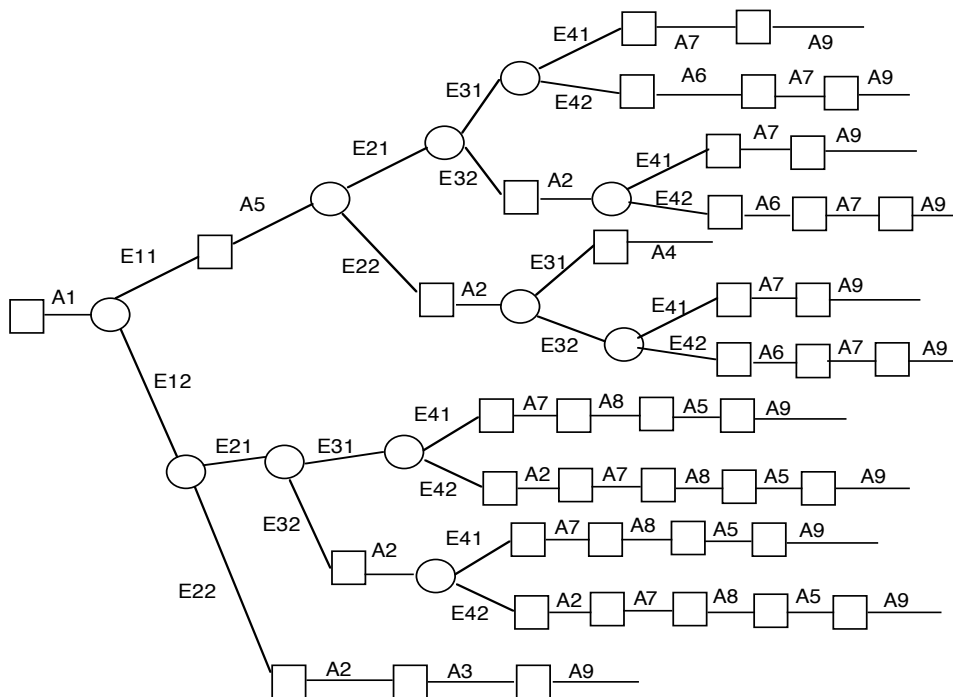 E41 A7 A9
E31 E42 A6 A7 A9
E21 E32 A2 E41 A7 A9
A5 E42 A6 A7 A9
E11 E22 A2 E31 A4
A1 E32 E41 A7 A9
E42 A6 A7 A9
E12 E21 E31 E41 A7 A8 A5 A9
E42 A2 A7 A8 A5 A9
E32 A2 E41 A7 A8 A5 A9
E22 E42 A2 A7 A8 A5 A9
A2 A3 A9